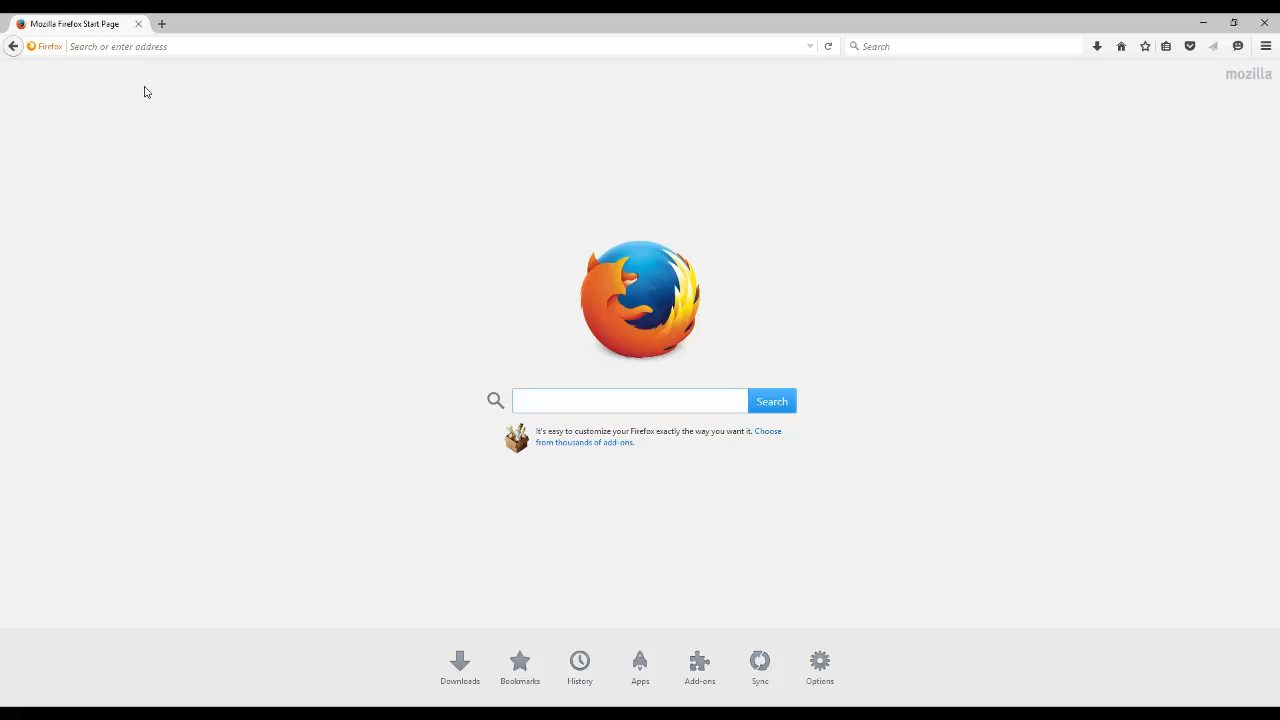 Mozilla Firefox Start Page
Firefox
Search or enter address
Search
mozilla
Search
It's easy to customize your Firefox exactly the way you want it. Choose
from thousands of add-ons.
Downloads
Bookmarks
History
Apps
Add-ons
Sync
Options